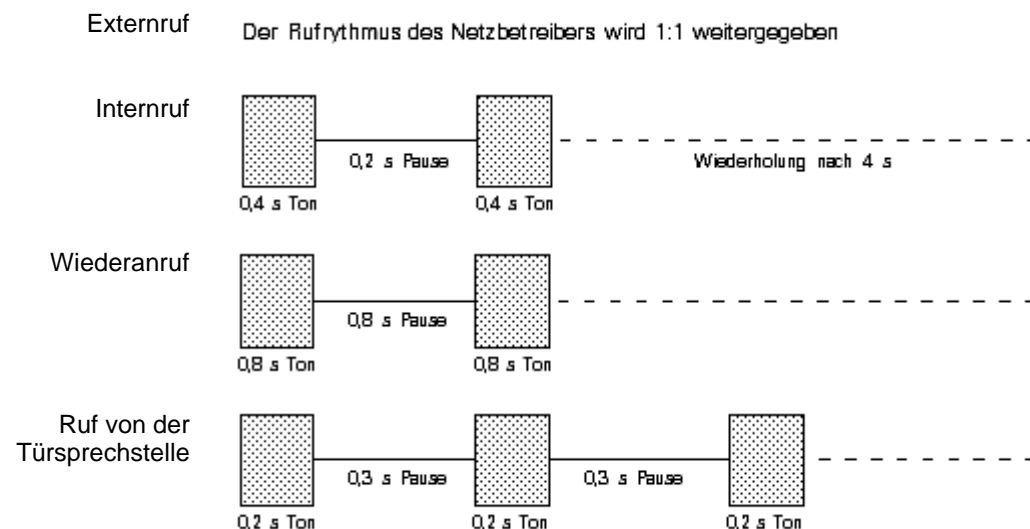 Externruf
Der Rufrythmus des Netzbetreibers wird 1:1 weitergegeben
Internruf
0,2 s Pause
Wiederholung nach 4 s
0,4 s Ton
0,4 s Ton
Wiederanruf
0,8 s Pause
0,8 s Ton
0,8 s Ton
Ruf von der
Türsprechstelle
0,3 s Pause
0,3 s Pause
0,2 s Ton
0,2 s Ton
0,2 s Ton